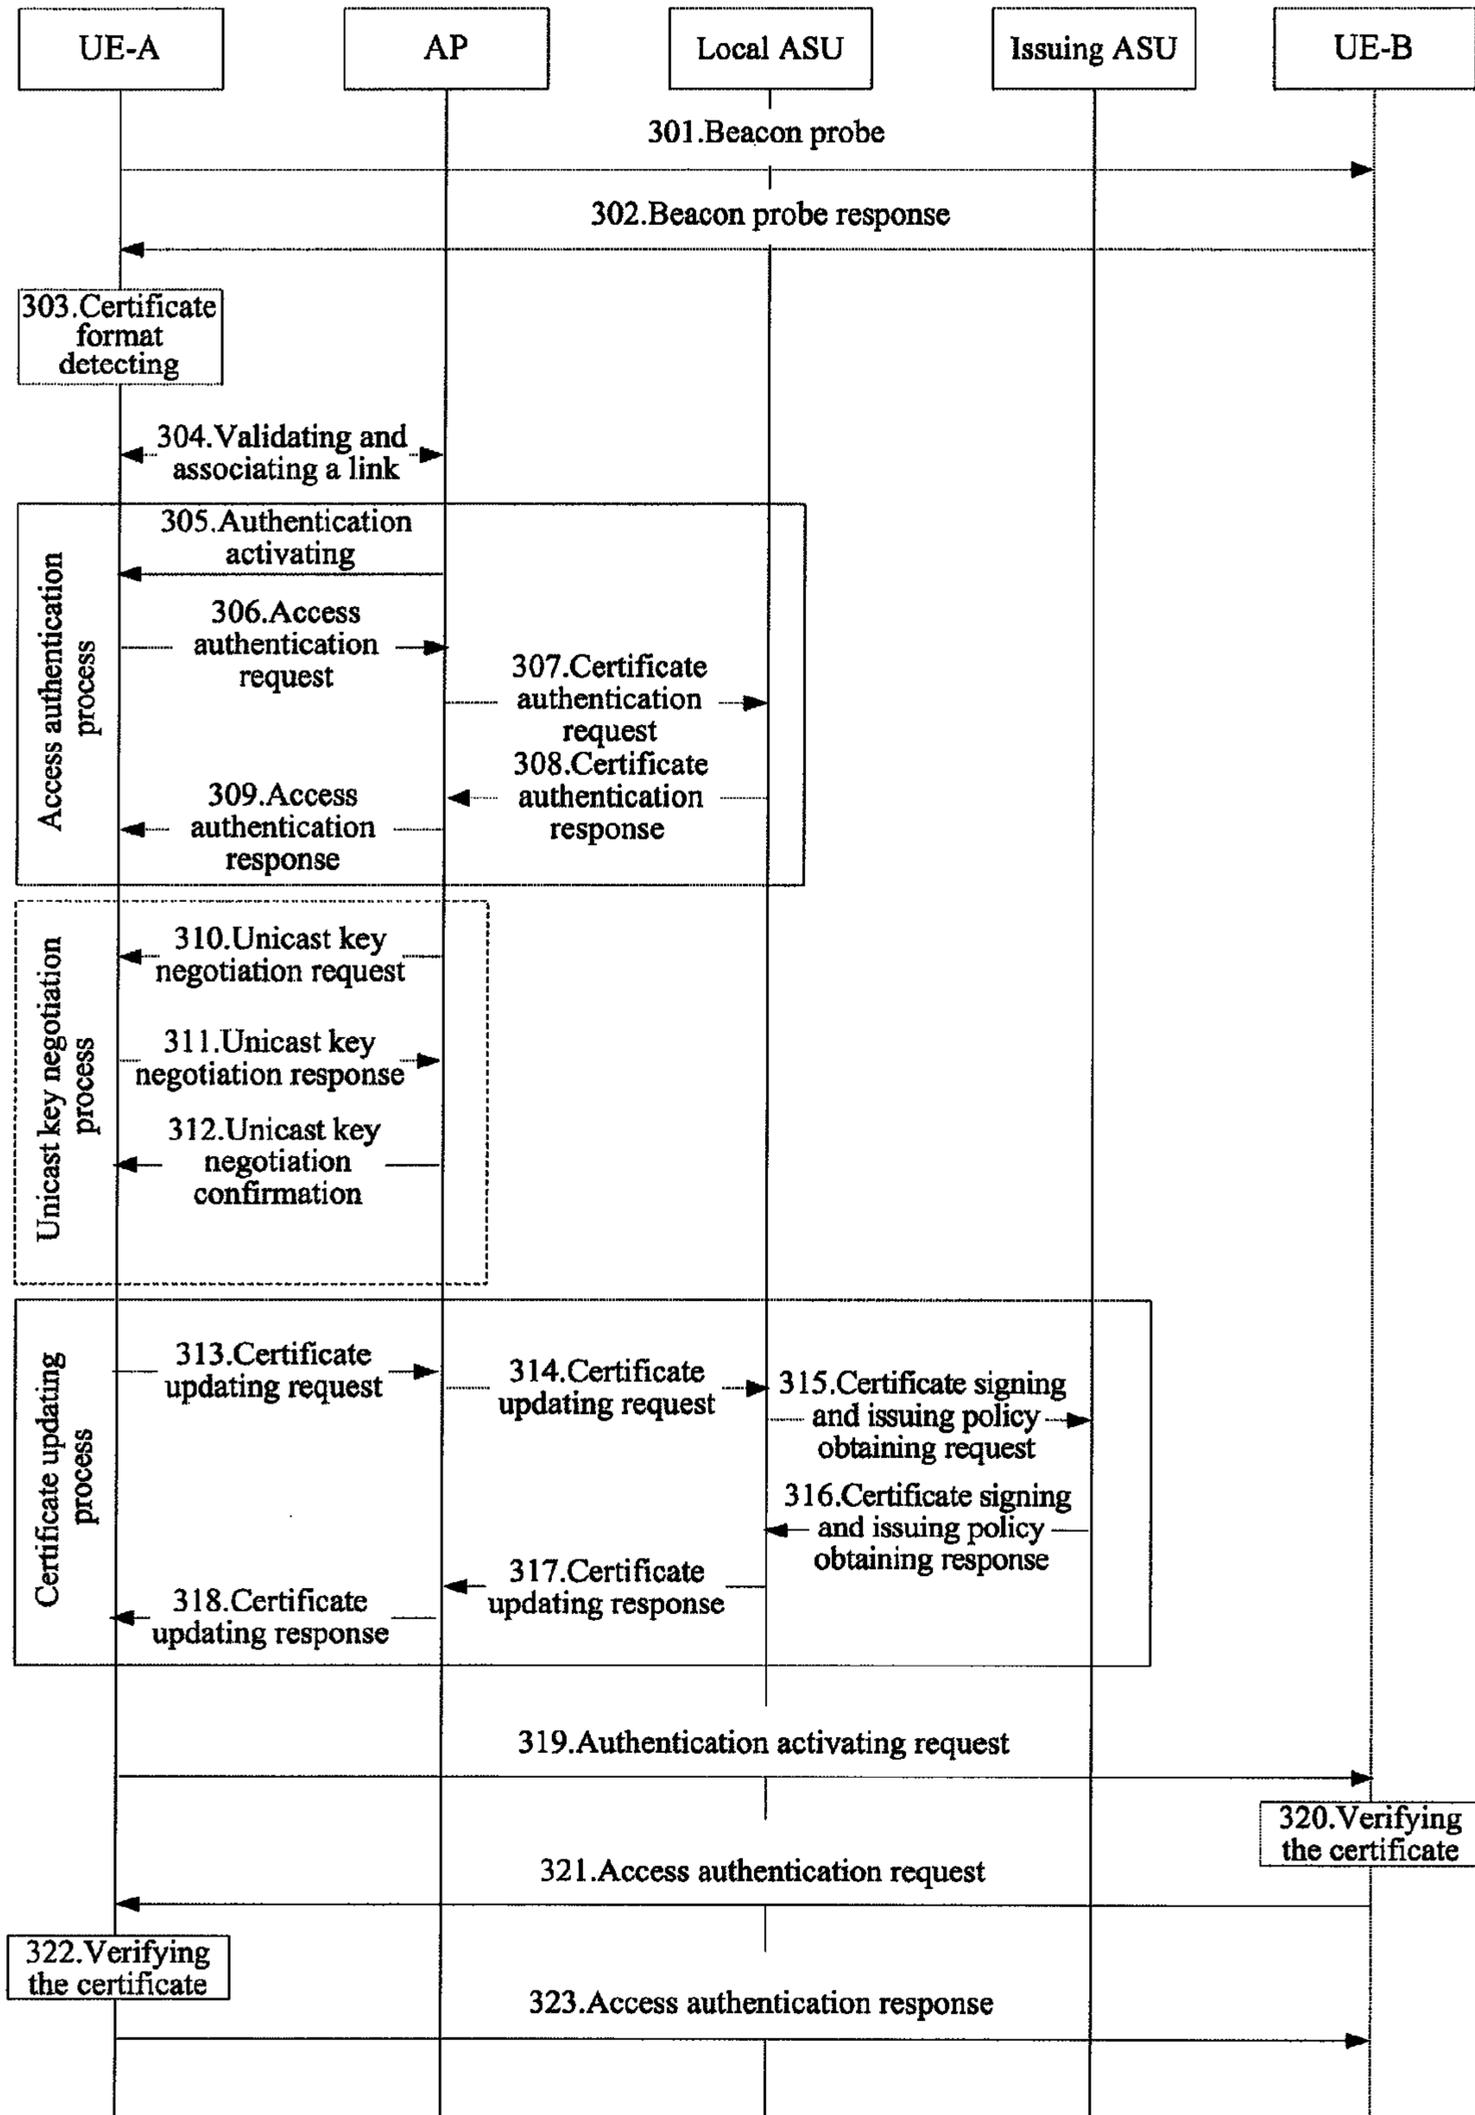 UE-A
AP
Local ASU
Issuing ASU
UE-B
301.Beacon probe
302.Beacon probe response
303.Certificate
format
detecting
304.Validating and
associating a link
Access authentication
process
305.Authentication
activating
306.Access
authentication
request
307.Certificate
authentication
request
308.Certificate
authentication
response
309.Access
authentication
response
Unicast key negotiation
process
310.Unicast key
negotiation request
311.Unicast key
negotiation response
312.Unicast key
negotiation
confirmation
Certificate updating
process
313.Certificate
updating request
314.Certificate
updating request
315.Certificate signing
and issuing policy
obtaining request
316.Certificate signing
and issuing policy
obtaining response
317.Certificate
updating response
318.Certificate
updating response
319.Authentication activating request
320.Verifying
the certificate
321.Access authentication request
322.Verifying
the certificate
323.Access authentication response